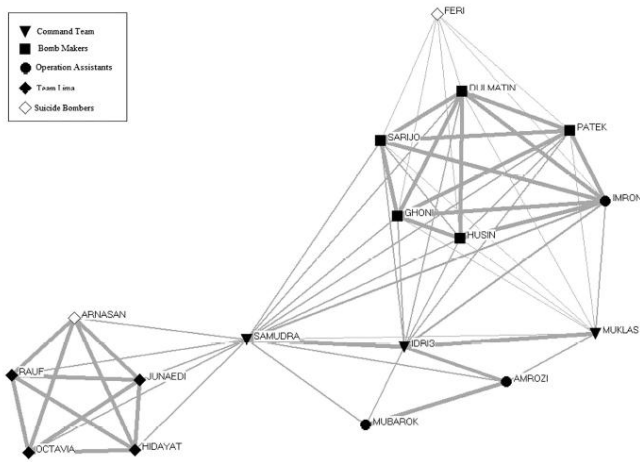 Command Team
Bomb Makers
Operation Assistants
Team Lima
Suicide Bombers
FERI
DULMATIN
PATEK
SARIJO
IMRON
GHONI
HUSIN
ARNASAN
SAMUDRA
IDRIS
MUKLAS
RAUF
JUNAEDI
AMROZI
MUBAROK
OCTAVIA
HIDAYAT